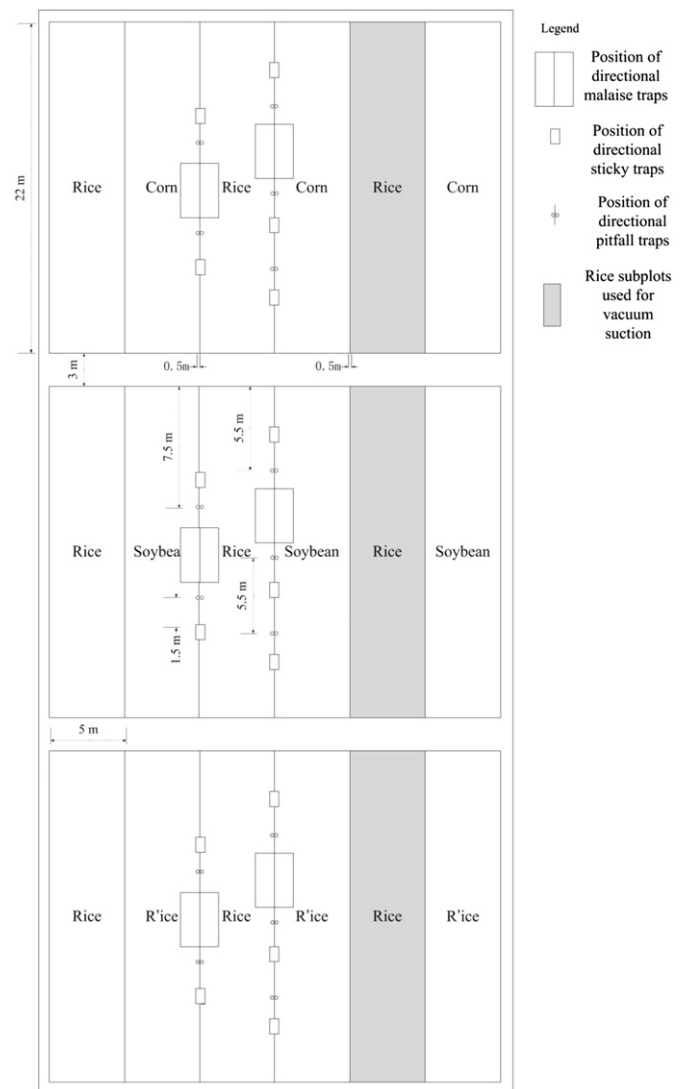 Legend
Position of
directional
malaise traps
Position of
directional
sticky traps
Position of
directional
pitfall traps
Rice subplots
used for
vacuum
suction
22 m
Rice Corn Rice Corn Rice Corn
3 m
0.5m 0.5m
7.5 m
5.5 m
Rice Soybea Rice Soybean Rice Soybean
5.5 m
1.5 m
5 m
Rice R'ice Rice R'ice Rice R'ice